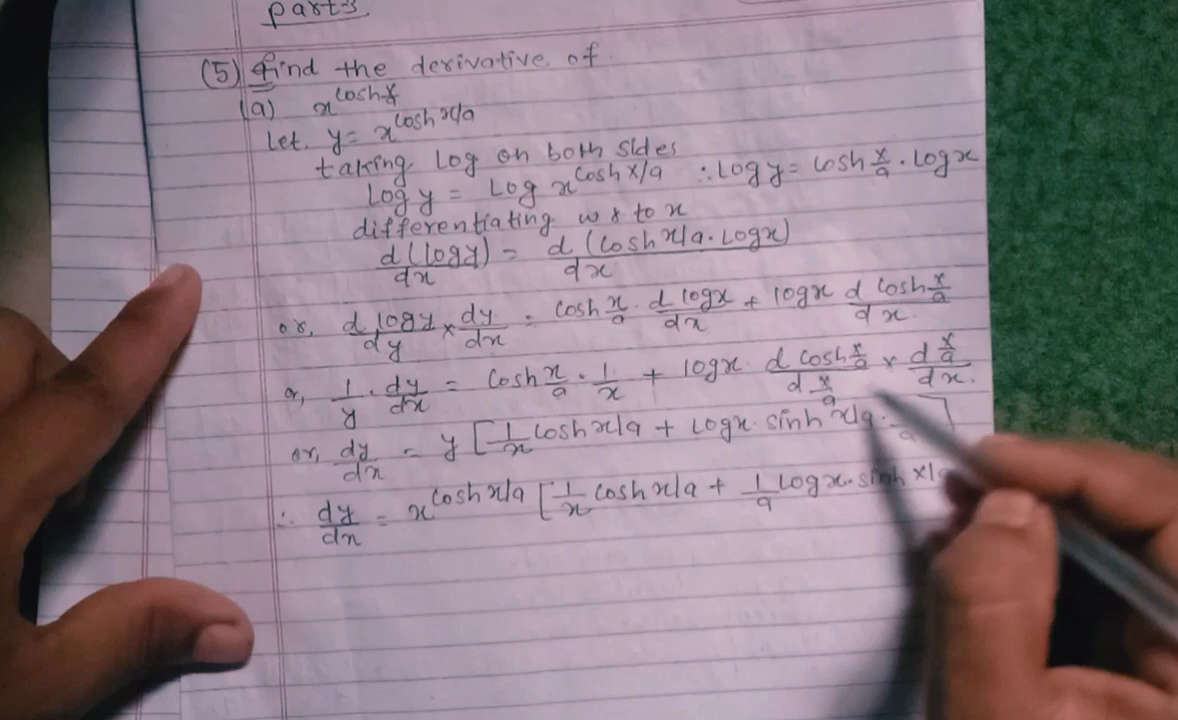 part-3
(5) find the derivative of
(a) x^cosh x/a
Let, y = x^cosh x/a
taking Log on both sides
Log y = Log x^cosh x/a ∴ Log y = cosh x/a . Log x
differentiating w r to x
d(log y)/dx = d(cosh x/a . Log x)/dx
or, d log y/dy × dy/dx = cosh x/a . d log x/dx + log x d cosh x/a/dx
or, 1/y . dy/dx = cosh x/a . 1/x + log x . d cosh x/a/d x/a × d x/a/dx.
or, dy/dx = y [1/x cosh x/a + Log x . sinh x/a .
∴ dy/dx = x^cosh x/a [1/x cosh x/a + 1/a Log x . sinh x/a